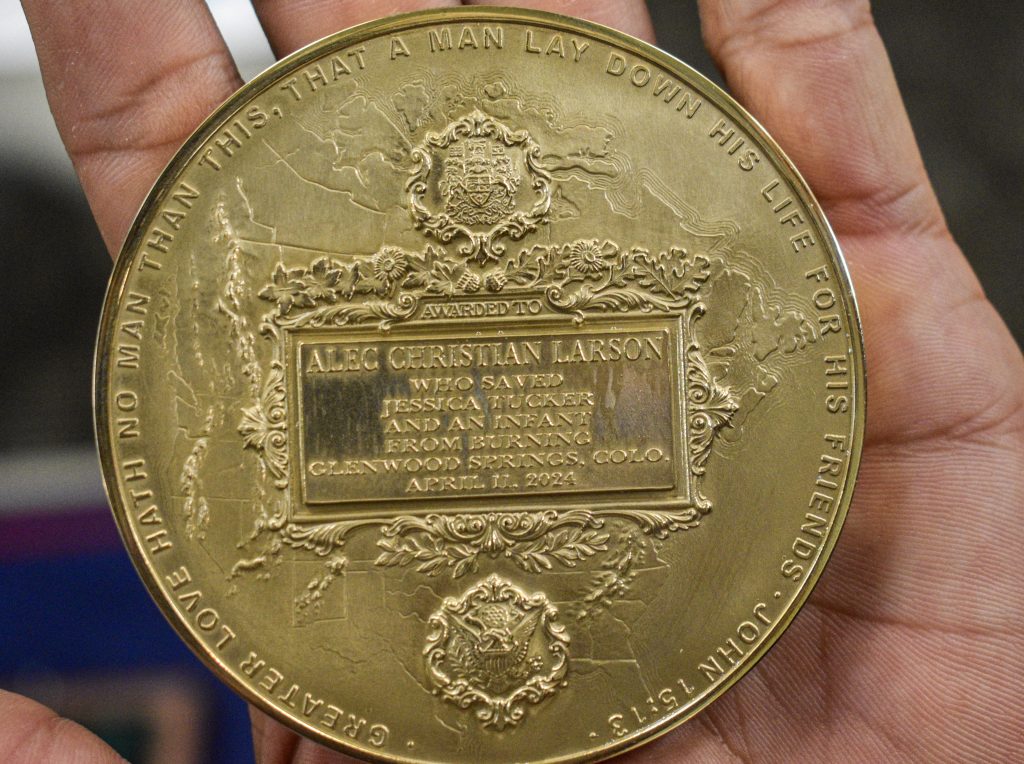 GREATER LOVE HATH NO MAN THAN THIS, THAT A MAN LAY DOWN HIS LIFE FOR HIS FRIENDS · JOHN 15:13 ·
AWARDED TO
ALEC CHRISTIAN LARSON
WHO SAVED
JESSICA TUCKER
AND AN INFANT
FROM BURNING
GLENWOOD SPRINGS, COLO.
APRIL 11, 2024